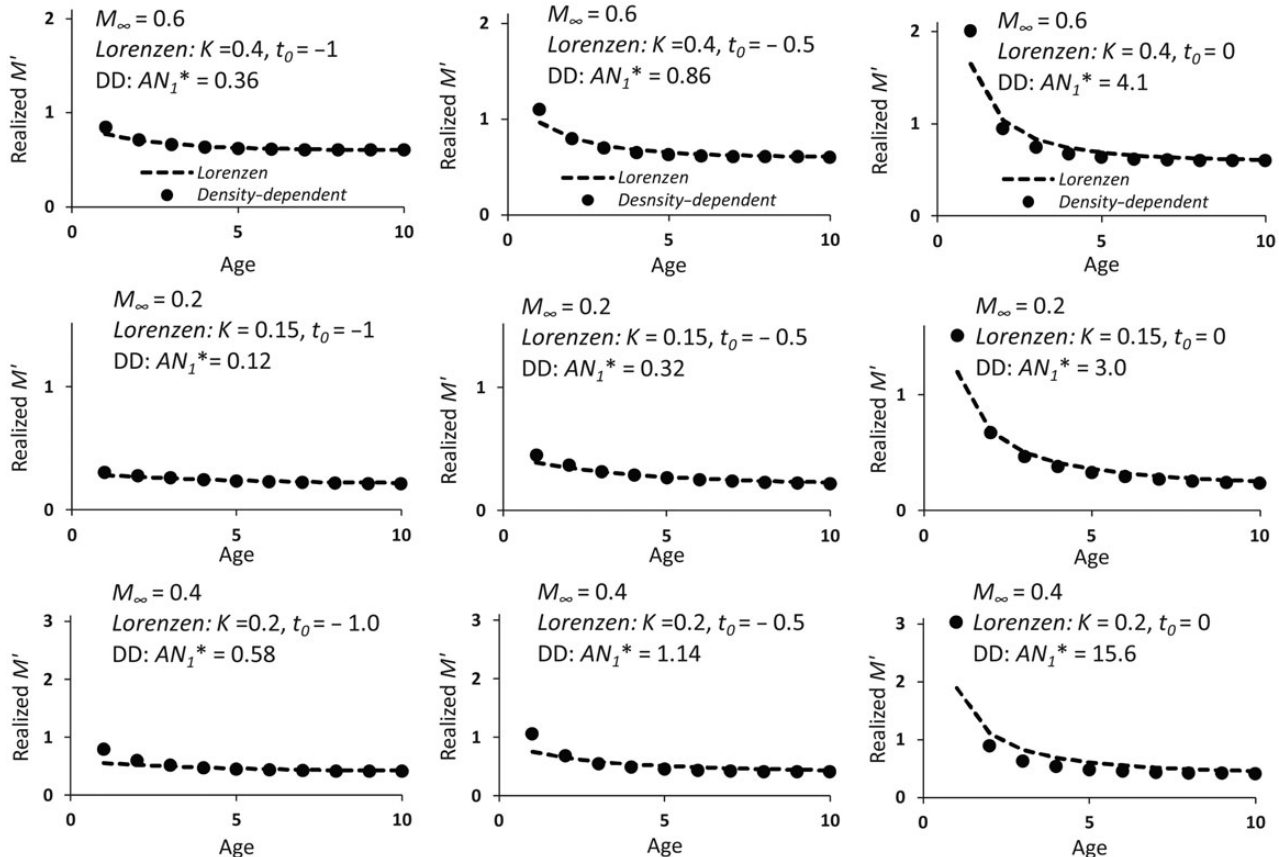 M∞ = 0.6
Lorenzen: K =0.4, t0 = −1
DD: AN1* = 0.36
2
1
0
Realized M'
Lorenzen
Density–dependent
0 5 10
Age
M∞ = 0.6
Lorenzen: K =0.4, t0 = − 0.5
DD: AN1* = 0.86
2
1
0
Realized M'
Lorenzen
Desnsity–dependent
0 5 10
Age
M∞ = 0.6
Lorenzen: K = 0.4, t0 = 0
DD: AN1* = 4.1
2
1
0
Realized M'
Lorenzen
Density–dependent
0 5 10
Age
M∞ = 0.2
Lorenzen: K = 0.15, t0 = −1
DD: AN1*= 0.12
1
0
Realized M'
0 5 10
Age
M∞ = 0.2
Lorenzen: K = 0.15, t0 = − 0.5
DD: AN1* = 0.32
1
0
Realized M'
0 5 10
Age
M∞ = 0.2
Lorenzen: K = 0.15, t0 = 0
DD: AN1* = 3.0
1
0
Realized M'
0 5 10
Age
M∞ = 0.4
Lorenzen: K =0.2, t0 = − 1.0
DD: AN1* = 0.58
3
2
1
0
Realized M'
0 5 10
Age
M∞ = 0.4
Lorenzen: K =0.2, t0 = − 0.5
DD: AN1* = 1.14
3
2
1
0
Realized M'
0 5 10
Age
M∞ = 0.4
Lorenzen: K = 0.2, t0 = 0
DD: AN1* = 15.6
3
2
1
0
Realized M'
0 5 10
Age